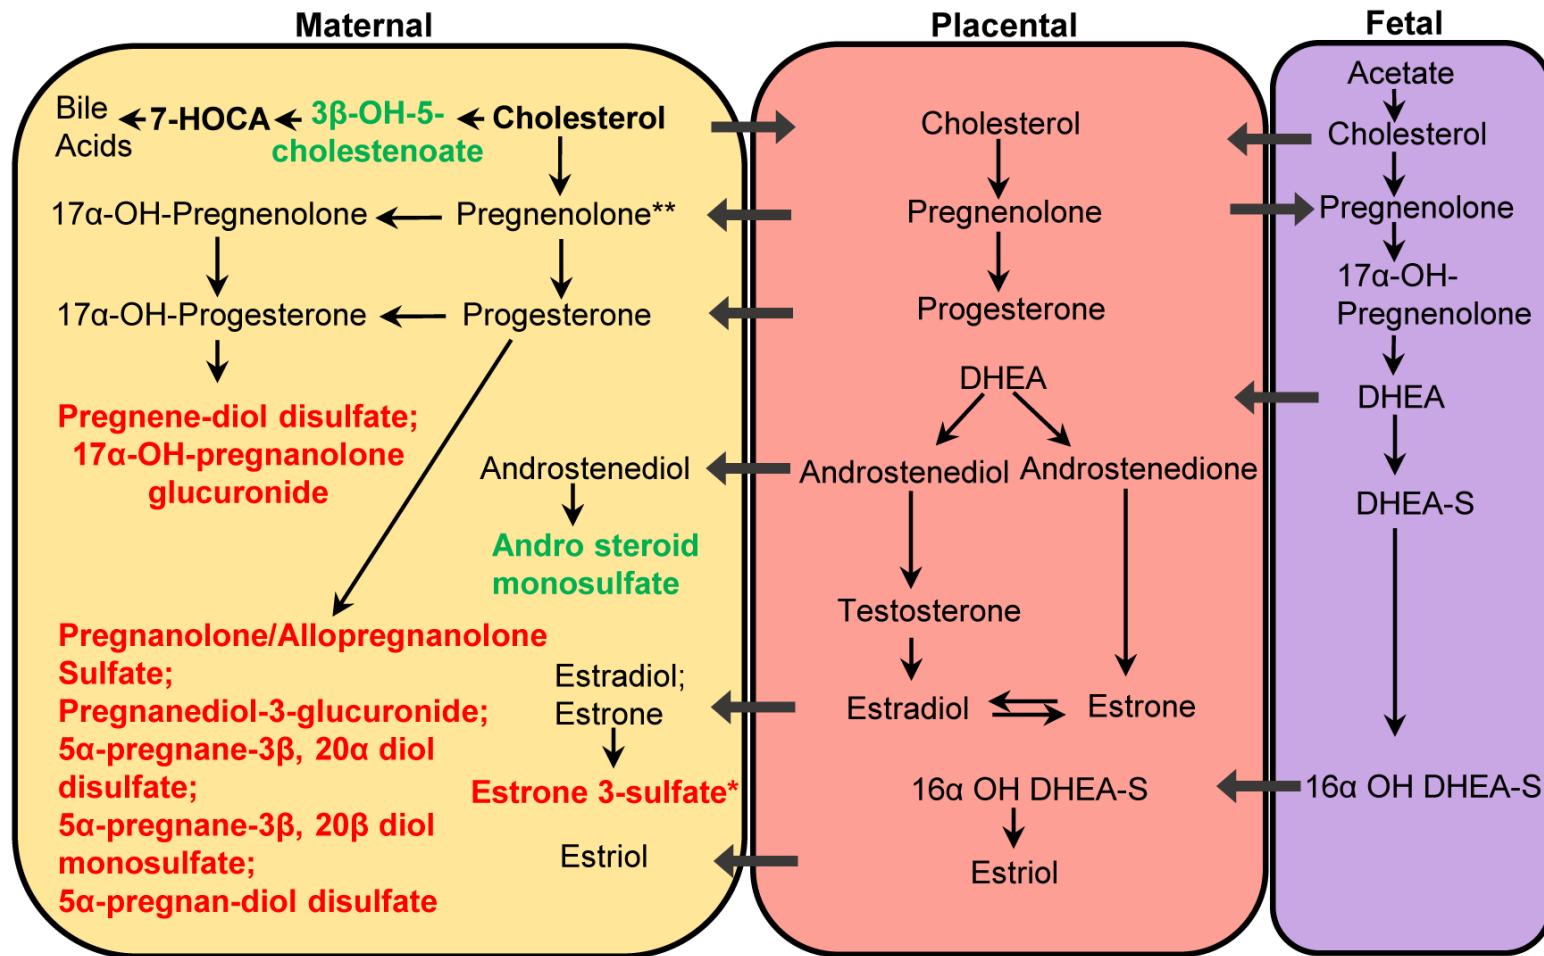 Maternal
Bile
Acids
7-HOCA
3β-OH-5-
cholestenoate
Cholesterol
17α-OH-Pregnenolone
Pregnenolone**
17α-OH-Progesterone
Progesterone
Pregnene-diol disulfate;
17α-OH-pregnanolone
glucuronide
Androstenediol
Andro steroid
monosulfate
Pregnanolone/Allopregnanolone
Sulfate;
Pregnanediol-3-glucuronide;
5α-pregnane-3β, 20α diol
disulfate;
5α-pregnane-3β, 20β diol
monosulfate;
5α-pregnan-diol disulfate
Estradiol;
Estrone
Estrone 3-sulfate*
Estriol
Placental
Cholesterol
Pregnenolone
Progesterone
DHEA
Androstenediol
Androstenedione
Testosterone
Estradiol
Estrone
16α OH DHEA-S
Estriol
Fetal
Acetate
Cholesterol
Pregnenolone
17α-OH-
Pregnenolone
DHEA
DHEA-S
16α OH DHEA-S